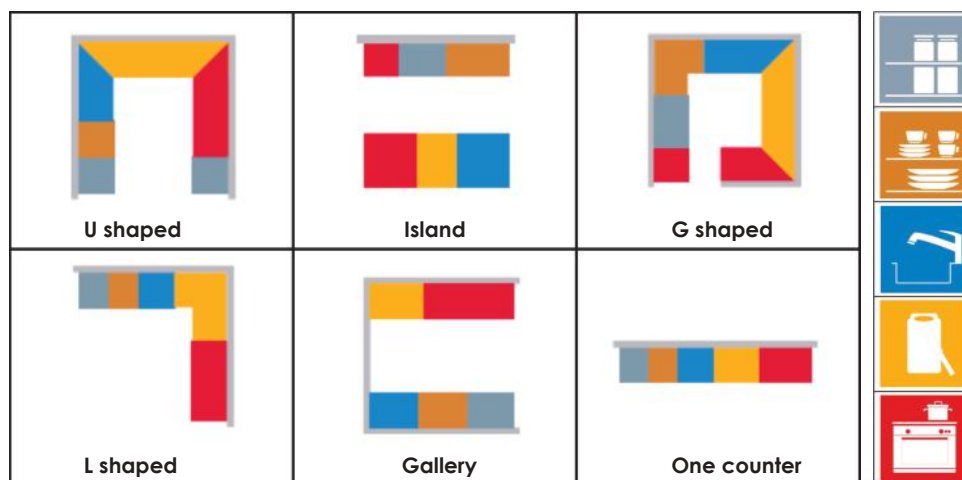 U shaped
Island
G shaped
L shaped
Gallery
One counter